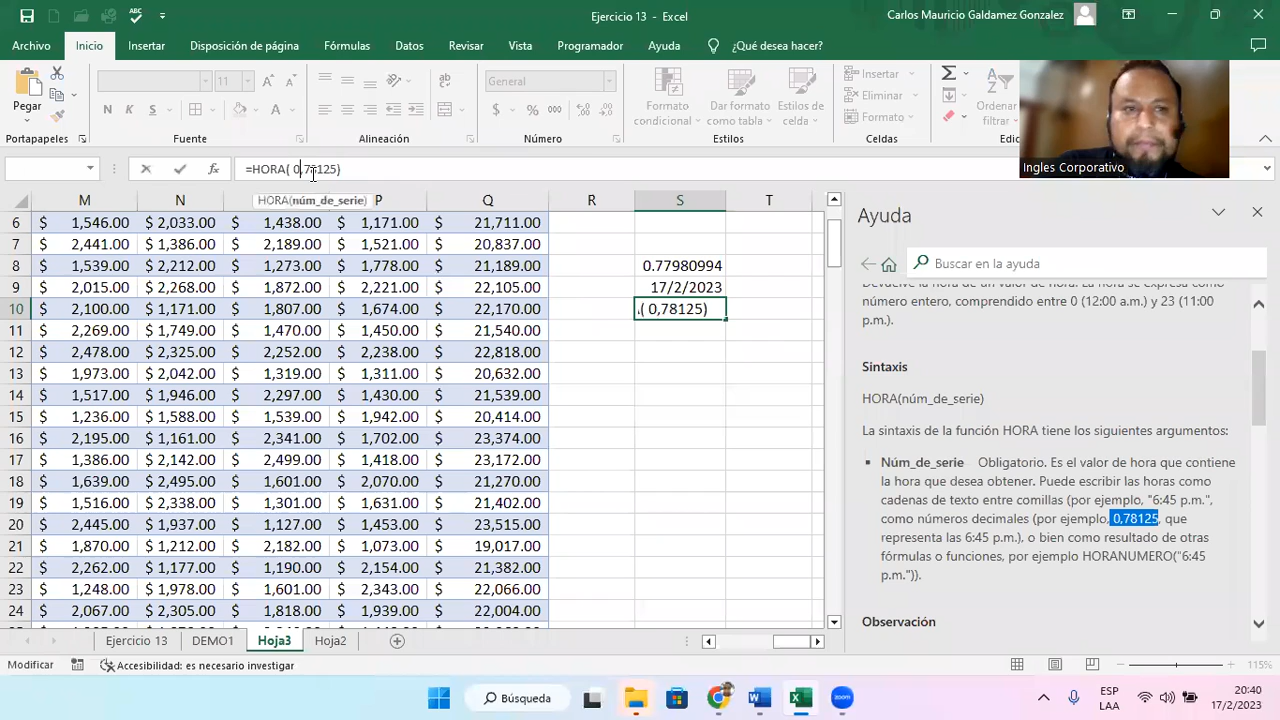 Ejercicio 13 - Excel
Carlos Mauricio Galdamez Gonzalez
Archivo Inicio Insertar Disposición de página Fórmulas Datos Revisar Vista Programador Ayuda ¿Qué desea hacer?
Pegar
11
General
Formato condicional
Dar formato como tabla
Estilos de celda
Insertar
Eliminar
Formato
Ordenar
Portapapeles Fuente Alineación Número Estilos Celdas
Ingles Corporativo
=HORA( 0,78125)
HORA(núm_de_serie)
M N P Q R S T
6 $ 1,546.00 $ 2,033.00 $ 1,438.00 $ 1,171.00 $ 21,711.00
7 $ 2,441.00 $ 1,386.00 $ 2,189.00 $ 1,521.00 $ 20,837.00
8 $ 1,539.00 $ 2,212.00 $ 1,273.00 $ 1,778.00 $ 21,189.00 0.77980994
9 $ 2,015.00 $ 2,268.00 $ 1,872.00 $ 2,221.00 $ 22,105.00 17/2/2023
10 $ 2,100.00 $ 1,171.00 $ 1,807.00 $ 1,674.00 $ 22,170.00 ( 0,78125)
11 $ 2,269.00 $ 1,749.00 $ 1,470.00 $ 1,450.00 $ 21,540.00
12 $ 2,478.00 $ 2,325.00 $ 2,252.00 $ 2,238.00 $ 22,818.00
13 $ 1,973.00 $ 2,042.00 $ 1,319.00 $ 1,311.00 $ 20,632.00
14 $ 1,517.00 $ 1,946.00 $ 2,297.00 $ 1,430.00 $ 21,539.00
15 $ 1,236.00 $ 1,588.00 $ 1,539.00 $ 1,942.00 $ 20,414.00
16 $ 2,195.00 $ 1,161.00 $ 2,341.00 $ 1,702.00 $ 23,374.00
17 $ 1,386.00 $ 2,142.00 $ 2,499.00 $ 1,418.00 $ 23,172.00
18 $ 1,639.00 $ 2,495.00 $ 1,601.00 $ 2,070.00 $ 21,270.00
19 $ 1,516.00 $ 2,338.00 $ 1,301.00 $ 1,631.00 $ 21,402.00
20 $ 2,445.00 $ 1,937.00 $ 1,127.00 $ 1,453.00 $ 23,515.00
21 $ 1,870.00 $ 1,212.00 $ 2,182.00 $ 1,073.00 $ 19,017.00
22 $ 2,262.00 $ 1,177.00 $ 1,190.00 $ 2,154.00 $ 21,382.00
23 $ 1,248.00 $ 1,978.00 $ 1,601.00 $ 2,343.00 $ 22,066.00
24 $ 2,067.00 $ 2,305.00 $ 1,818.00 $ 1,939.00 $ 22,004.00
Ayuda
Buscar en la ayuda
Devuelve la hora de un valor de hora. La hora se expresa como
número entero, comprendido entre 0 (12:00 a.m.) y 23 (11:00
p.m.).
Sintaxis
HORA(núm_de_serie)
La sintaxis de la función HORA tiene los siguientes argumentos:
Núm_de_serie Obligatorio. Es el valor de hora que contiene
la hora que desea obtener. Puede escribir las horas como
cadenas de texto entre comillas (por ejemplo, "6:45 p.m.",
como números decimales (por ejemplo, 0,78125, que
representa las 6:45 p.m.), o bien como resultado de otras
fórmulas o funciones, por ejemplo HORANUMERO("6:45
p.m.")).
Observación
Ejercicio 13 DEMO1 Hoja3 Hoja2
Modificar Accesibilidad: es necesario investigar 115%
Búsqueda
ESP
LAA
20:40
17/2/2023